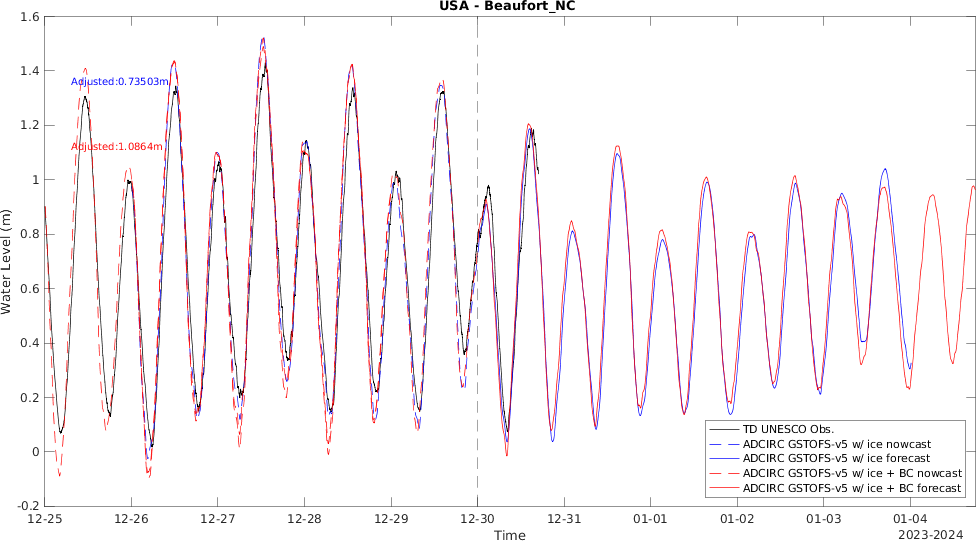 USA - Beaufort_NC
1.6
1.4
1.2
1
0.8
0.6
0.4
0.2
0
-0.2
Water Level (m)
Adjusted:0.73503m
Adjusted:1.0864m
TD UNESCO Obs.
ADCIRC GSTOFS-v5 w/ ice nowcast
ADCIRC GSTOFS-v5 w/ ice forecast
ADCIRC GSTOFS-v5 w/ ice + BC nowcast
ADCIRC GSTOFS-v5 w/ ice + BC forecast
12-25 12-26 12-27 12-28 12-29 12-30 12-31 01-01 01-02 01-03 01-04
Time
2023-2024